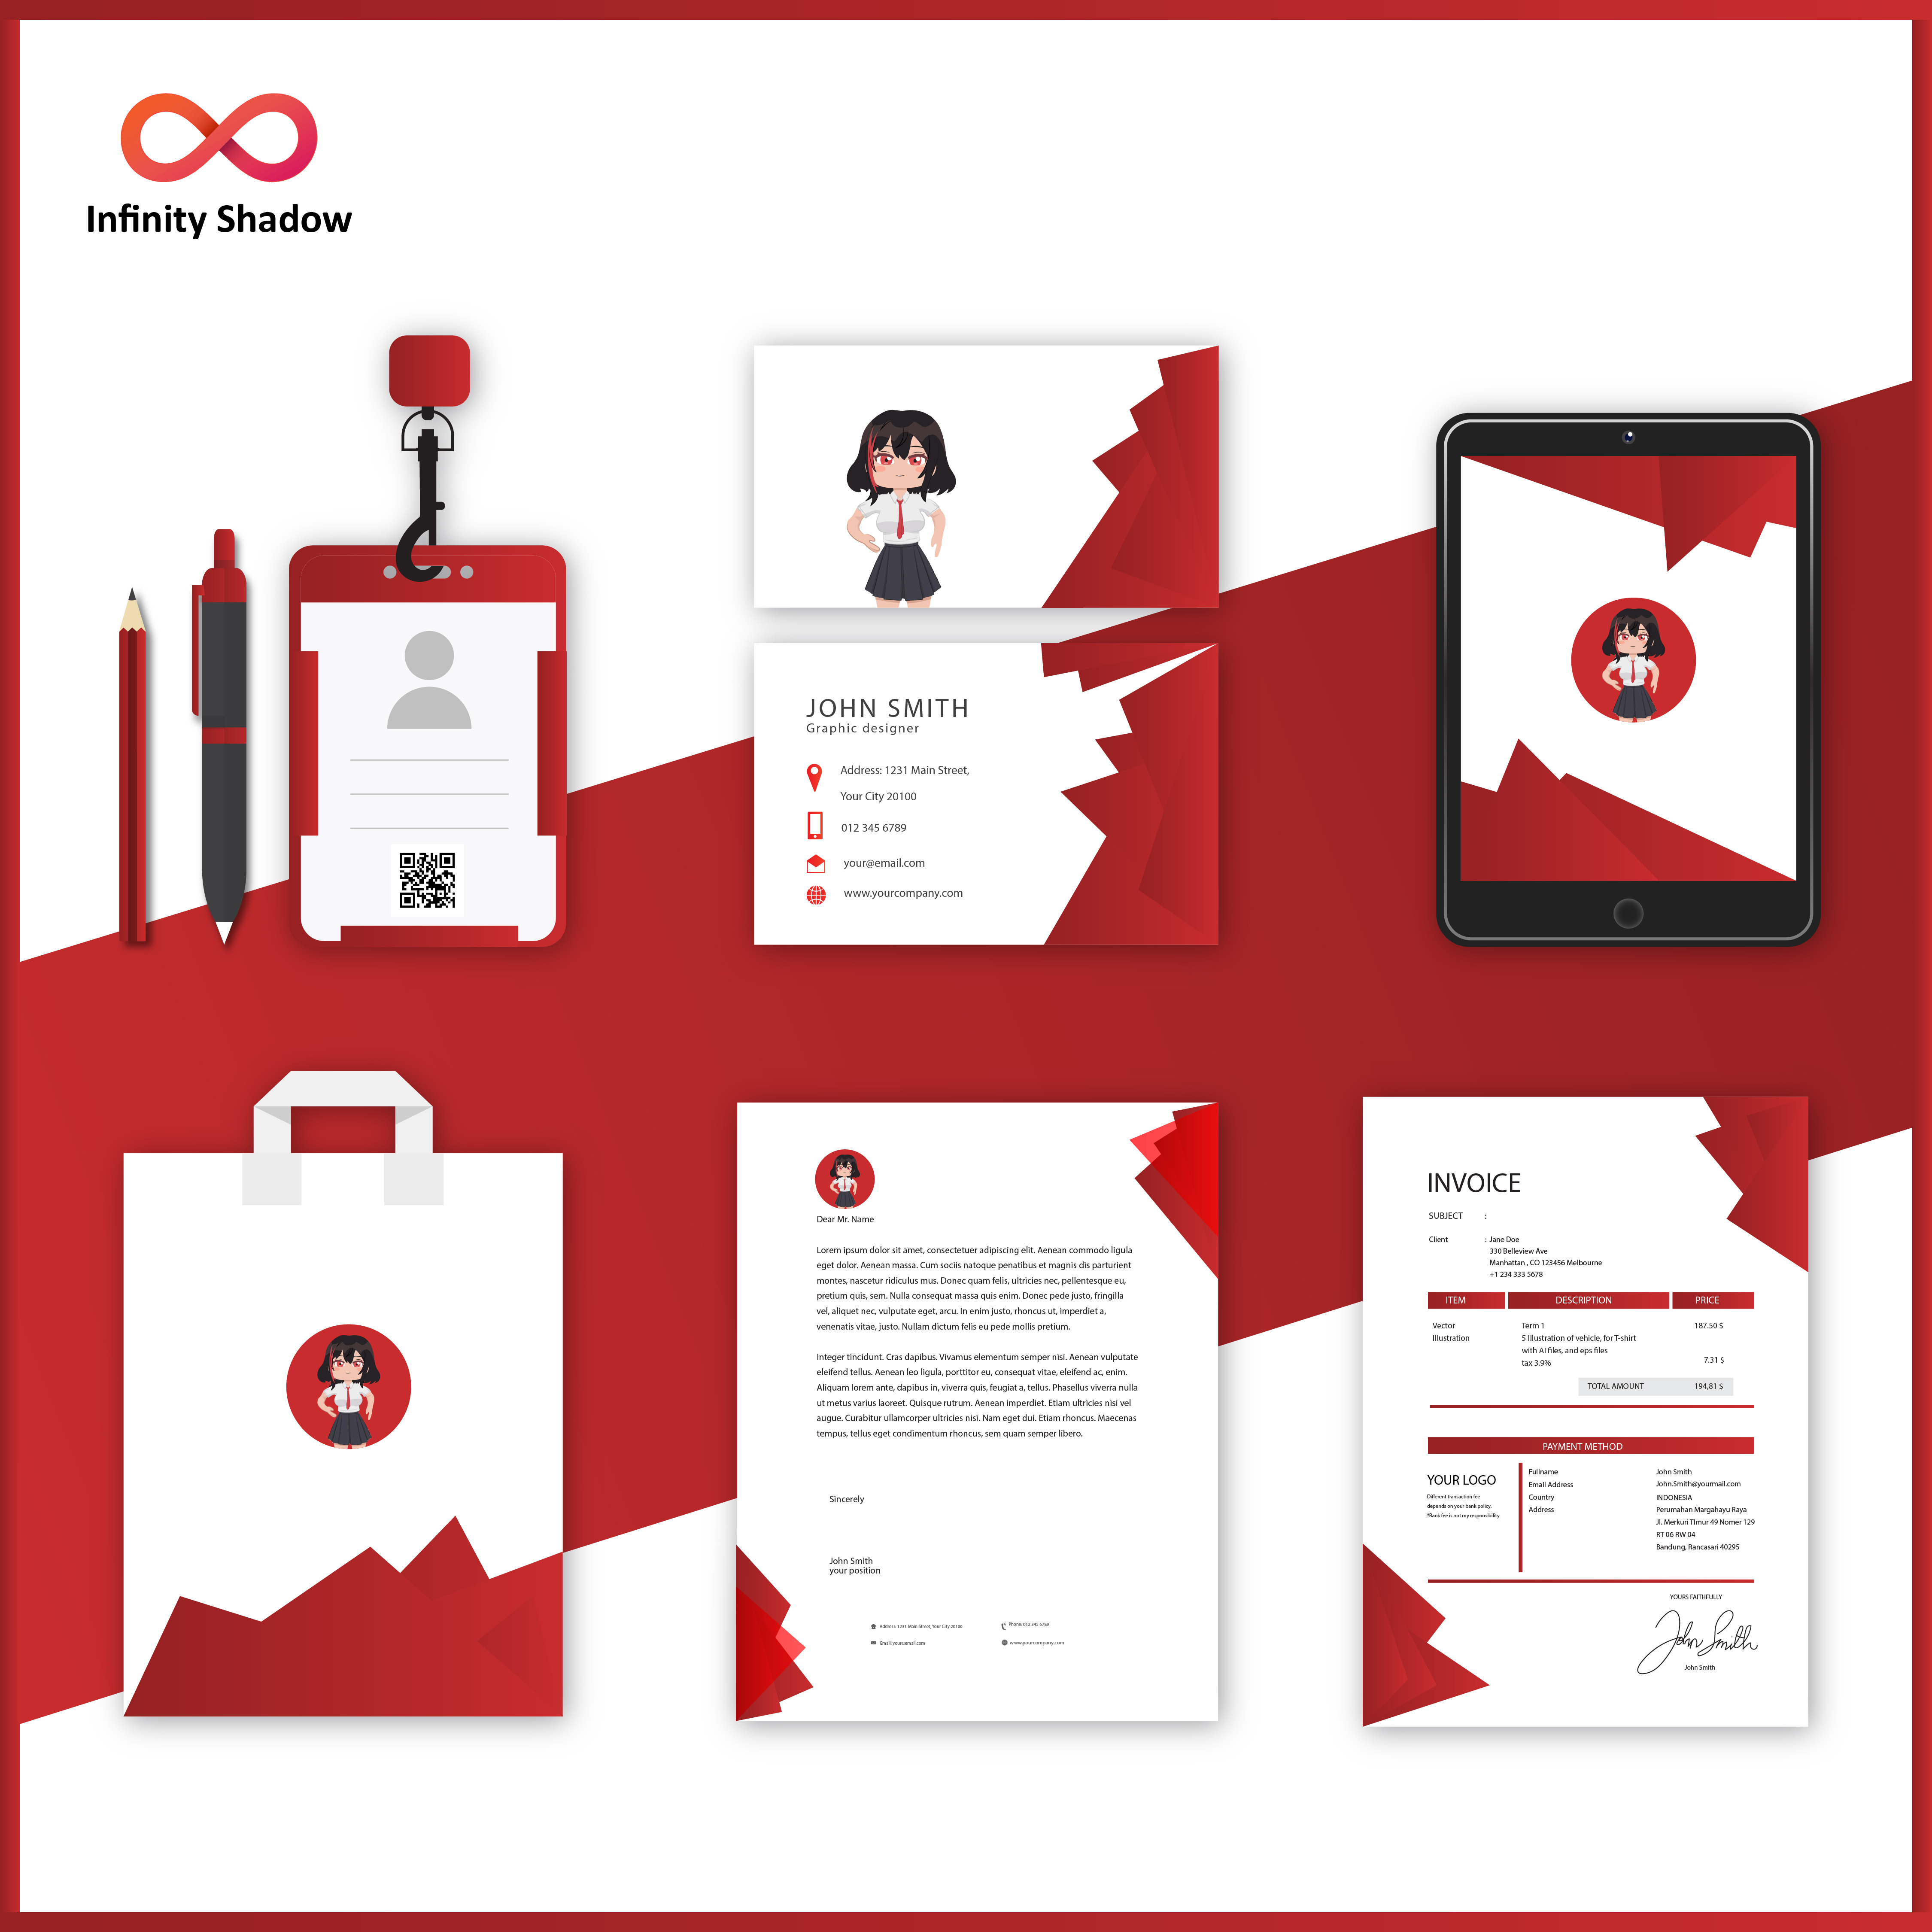 Infinity Shadow
JOHN SMITH
Graphic designer
Address: 1231 Main Street,
Your City 20100
012 345 6789
your@email.com
www.yourcompany.com
Dear Mr. Name
Lorem ipsum dolor sit amet, consectetuer adipiscing elit. Aenean commodo ligula
eget dolor. Aenean massa. Cum sociis natoque penatibus et magnis dis parturient
montes, nascetur ridiculus mus. Donec quam felis, ultricies nec, pellentesque eu,
pretium quis, sem. Nulla consequat massa quis enim. Donec pede justo, fringilla
vel, aliquet nec, vulputate eget, arcu. In enim justo, rhoncus ut, imperdiet a,
venenatis vitae, justo. Nullam dictum felis eu pede mollis pretium.
Integer tincidunt. Cras dapibus. Vivamus elementum semper nisi. Aenean vulputate
eleifend tellus. Aenean leo ligula, porttitor eu, consequat vitae, eleifend ac, enim.
Aliquam lorem ante, dapibus in, viverra quis, feugiat a, tellus. Phasellus viverra nulla
ut metus varius laoreet. Quisque rutrum. Aenean imperdiet. Etiam ultricies nisi vel
augue. Curabitur ullamcorper ultricies nisi. Nam eget dui. Etiam rhoncus. Maecenas
tempus, tellus eget condimentum rhoncus, sem quam semper libero.
Sincerely
John Smith
your position
Address: 1231 Main Street, Your City 20100
Phone: 012 345 6789
Email: your@email.com
www.yourcompany.com
INVOICE
SUBJECT :
Client : Jane Doe
330 Belleview Ave
Manhattan , CO 123456 Melbourne
+1 234 333 5678
ITEM DESCRIPTION PRICE
Vector Term 1 187.50 $
Illustration 5 Illustration of vehicle, for T-shirt
with AI files, and eps files
tax 3.9% 7.31 $
TOTAL AMOUNT 194,81 $
PAYMENT METHOD
YOUR LOGO
Different transaction fee
depends on your bank policy.
*Bank fee is not my responsibility
Fullname John Smith
Email Address John.Smith@yourmail.com
Country INDONESIA
Address Perumahan Margahayu Raya
Jl. Merkuri TImur 49 Nomer 129
RT 06 RW 04
Bandung, Rancasari 40295
YOURS FAITHFULLY
John Smith
John Smith